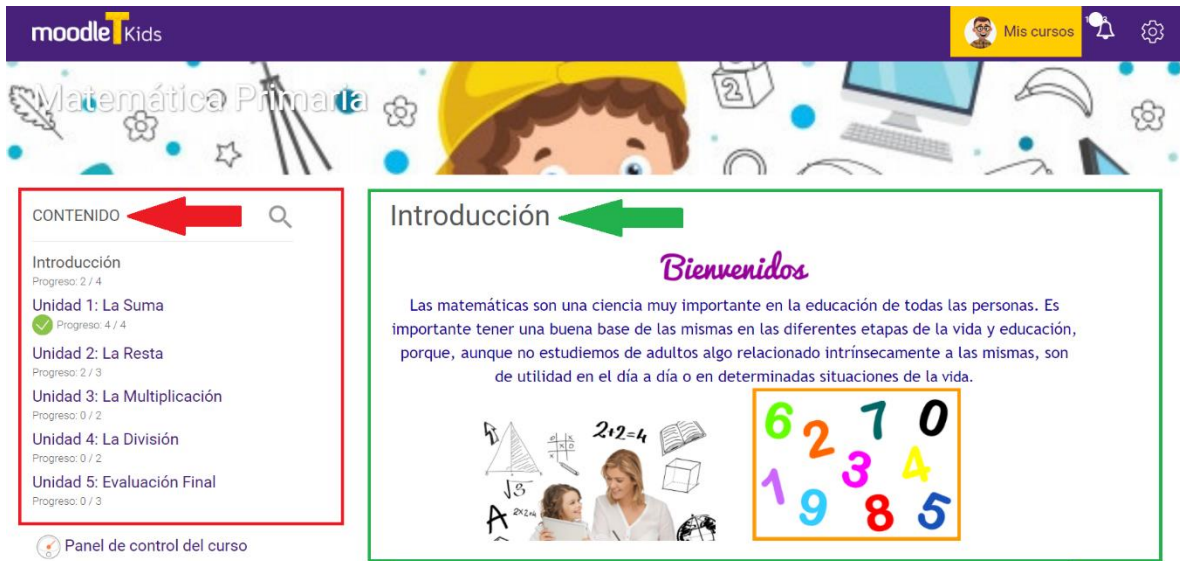 moodle T Kids
Mis cursos
Matemática Primaria
2
CONTENIDO
Introducción
Progreso: 2 / 4
Unidad 1: La Suma
Progreso: 4 / 4
Unidad 2: La Resta
Progreso: 2 / 3
Unidad 3: La Multiplicación
Progreso: 0 / 2
Unidad 4: La División
Progreso: 0 / 2
Unidad 5: Evaluación Final
Progreso: 0 / 3
Panel de control del curso
Introducción
Bienvenidos
Las matemáticas son una ciencia muy importante en la educación de todas las personas. Es
importante tener una buena base de las mismas en las diferentes etapas de la vida y educación,
porque, aunque no estudiemos de adultos algo relacionado intrínsecamente a las mismas, son
de utilidad en el día a día o en determinadas situaciones de la vida.
2+2=4
√3
A
6 2 7 0
1 3 4
9 8 5